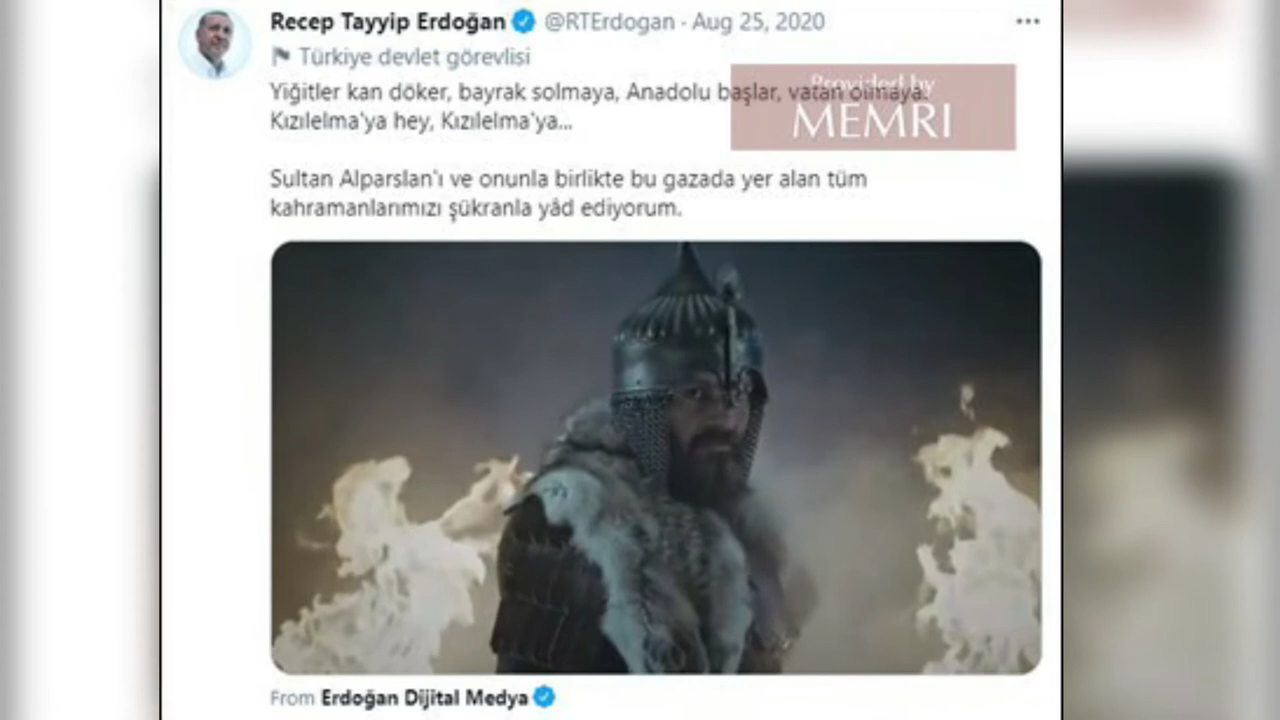 Recep Tayyip Erdoğan @RTErdogan · Aug 25, 2020
Türkiye devlet görevlisi
Yiğitler kan döker, bayrak solmaya, Anadolu başlar, vatan olmaya.
Kızılelma'ya hey, Kızılelma'ya...
Provided by
MEMRI
Sultan Alparslan'ı ve onunla birlikte bu gazada yer alan tüm
kahramanlarımızı şükranla yâd ediyorum.
From Erdoğan Dijital Medya